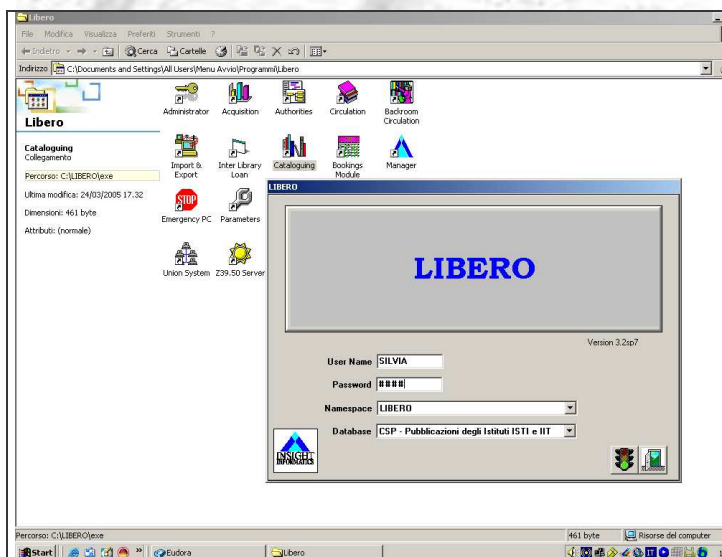 Libero
File Modifica Visualizza Preferiti Strumenti ?
Indietro Cerca Cartelle
Indirizzo C:\Documents and Settings\All Users\Menu Avvio\Programmi\Libero
Libero
Cataloguing
Collegamento
Percorso: C:\LIBERO\exe
Ultima modifica: 24/03/2005 17.32
Dimensioni: 461 byte
Attributi: (normale)
Administrator Acquisition Authorities Circulation Backroom Circulation
Import & Export Inter Library Loan Cataloguing Bookings Module Manager
STOP
Emergency PC Parameters
Union System Z39.50 Server
LIBERO
LIBERO
Version 3.2sp7
User Name SILVIA
Password ####
Namespace LIBERO
Database CSP - Pubblicazioni degli Istituti ISTI e IIT
INSIGHT
INFORMATICS
Percorso: C:\LIBERO\exe 461 byte Risorse del computer
Start » Eudora Libero IT